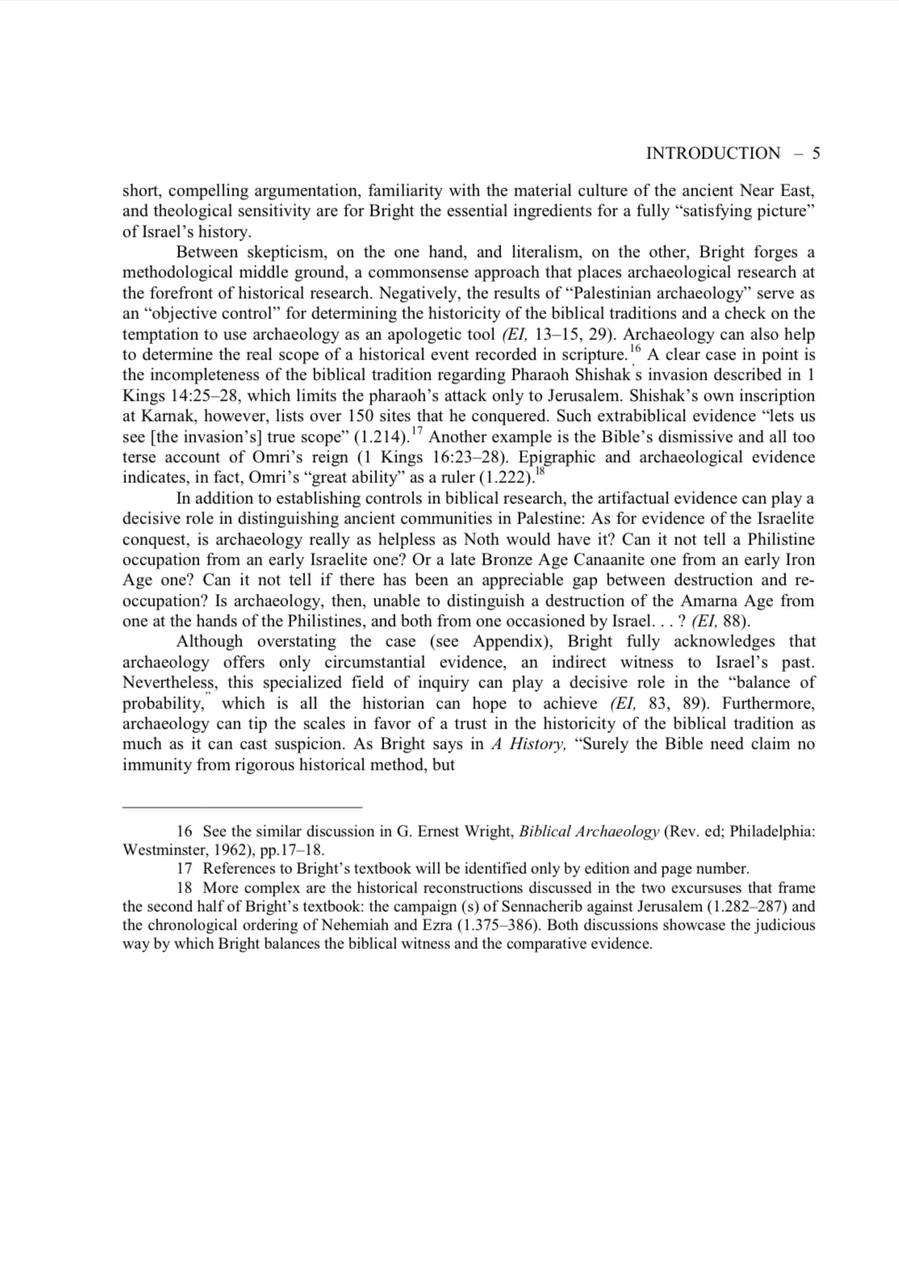 INTRODUCTION – 5
short, compelling argumentation, familiarity with the material culture of the ancient Near East,
and theological sensitivity are for Bright the essential ingredients for a fully “satisfying picture”
of Israel’s history.
Between skepticism, on the one hand, and literalism, on the other, Bright forges a
methodological middle ground, a commonsense approach that places archaeological research at
the forefront of historical research. Negatively, the results of “Palestinian archaeology” serve as
an “objective control” for determining the historicity of the biblical traditions and a check on the
temptation to use archaeology as an apologetic tool (EI, 13–15, 29). Archaeology can also help
to determine the real scope of a historical event recorded in scripture.16 A clear case in point is
the incompleteness of the biblical tradition regarding Pharaoh Shishak's invasion described in 1
Kings 14:25–28, which limits the pharaoh’s attack only to Jerusalem. Shishak’s own inscription
at Karnak, however, lists over 150 sites that he conquered. Such extrabiblical evidence “lets us
see [the invasion’s] true scope” (1.214).17 Another example is the Bible’s dismissive and all too
terse account of Omri’s reign (1 Kings 16:23–28). Epigraphic and archaeological evidence
indicates, in fact, Omri’s “great ability” as a ruler (1.222).18
In addition to establishing controls in biblical research, the artifactual evidence can play a
decisive role in distinguishing ancient communities in Palestine: As for evidence of the Israelite
conquest, is archaeology really as helpless as Noth would have it? Can it not tell a Philistine
occupation from an early Israelite one? Or a late Bronze Age Canaanite one from an early Iron
Age one? Can it not tell if there has been an appreciable gap between destruction and re-
occupation? Is archaeology, then, unable to distinguish a destruction of the Amarna Age from
one at the hands of the Philistines, and both from one occasioned by Israel. . . ? (EI, 88).
Although overstating the case (see Appendix), Bright fully acknowledges that
archaeology offers only circumstantial evidence, an indirect witness to Israel’s past.
Nevertheless, this specialized field of inquiry can play a decisive role in the “balance of
probability,” which is all the historian can hope to achieve (EI, 83, 89). Furthermore,
archaeology can tip the scales in favor of a trust in the historicity of the biblical tradition as
much as it can cast suspicion. As Bright says in A History, “Surely the Bible need claim no
immunity from rigorous historical method, but
16 See the similar discussion in G. Ernest Wright, Biblical Archaeology (Rev. ed; Philadelphia:
Westminster, 1962), pp.17–18.
17 References to Bright’s textbook will be identified only by edition and page number.
18 More complex are the historical reconstructions discussed in the two excursuses that frame
the second half of Bright’s textbook: the campaign (s) of Sennacherib against Jerusalem (1.282–287) and
the chronological ordering of Nehemiah and Ezra (1.375–386). Both discussions showcase the judicious
way by which Bright balances the biblical witness and the comparative evidence.